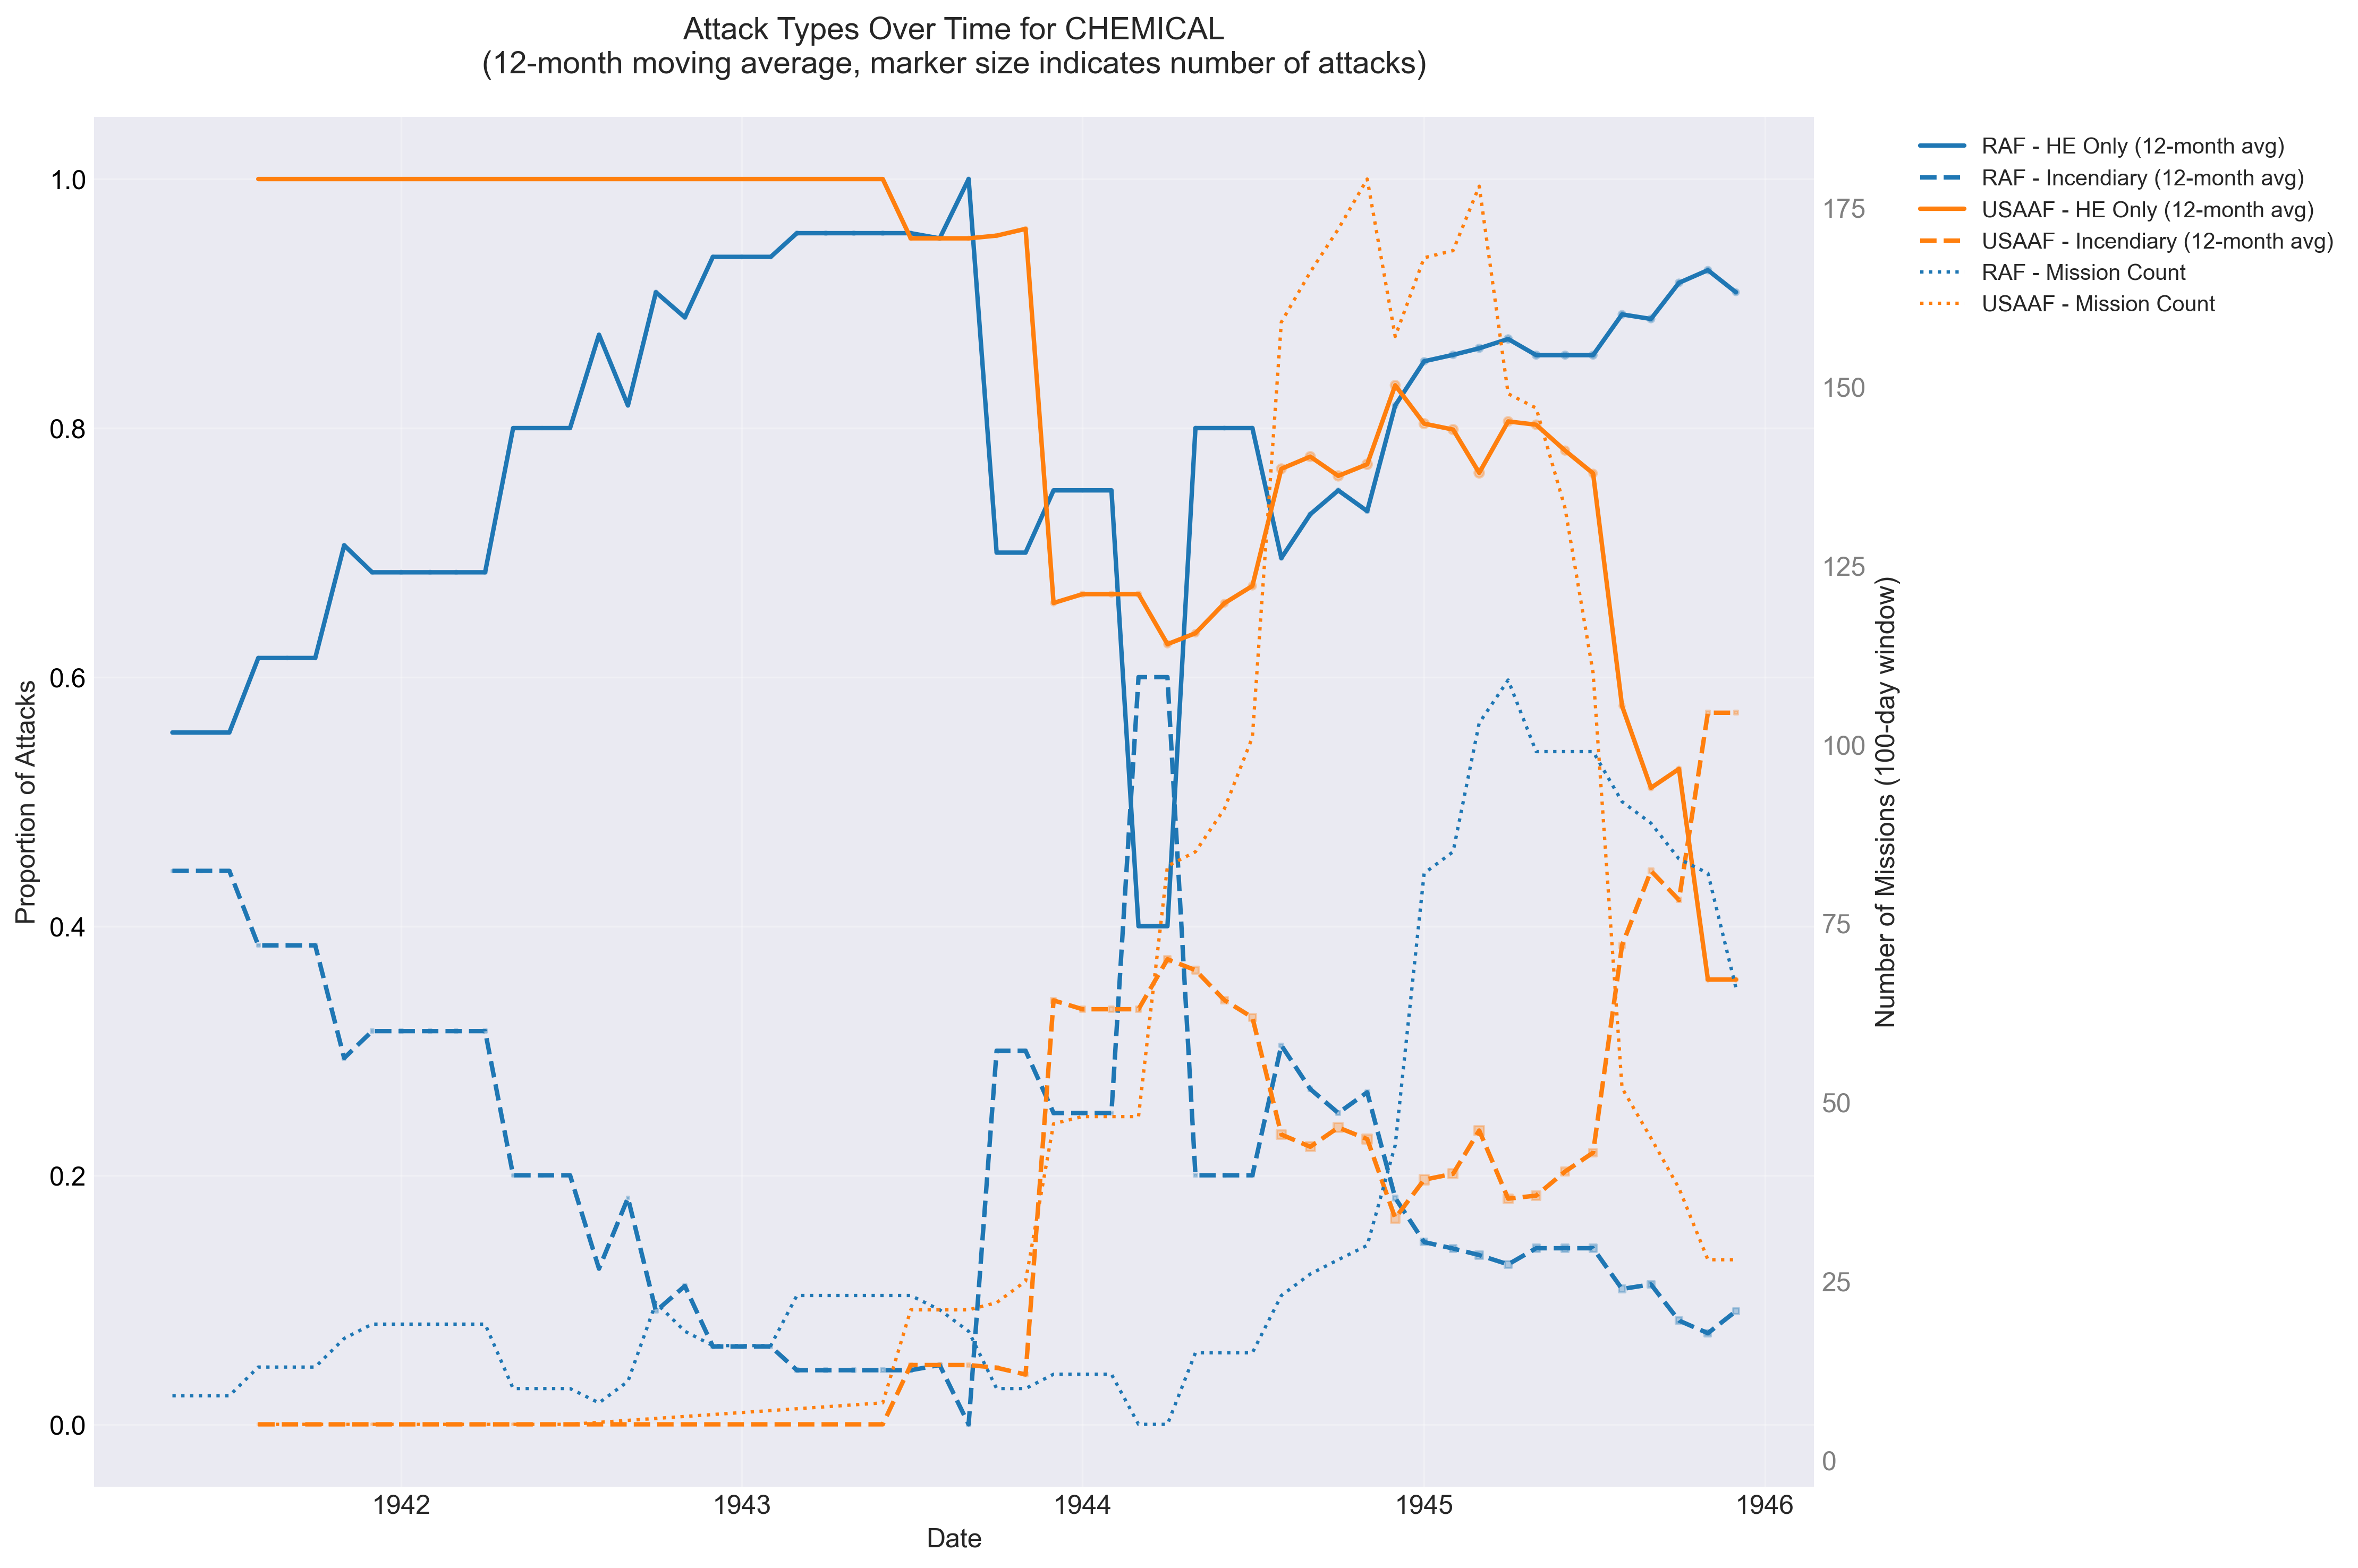 Attack Types Over Time for CHEMICAL
(12-month moving average, marker size indicates number of attacks)
RAF - HE Only (12-month avg)
RAF - Incendiary (12-month avg)
USAAF - HE Only (12-month avg)
USAAF - Incendiary (12-month avg)
RAF - Mission Count
USAAF - Mission Count
Proportion of Attacks
1.0
0.8
0.6
0.4
0.2
0.0
175
150
125
100
75
50
25
0
Number of Missions (100-day window)
1942
1943
1944
1945
1946
Date